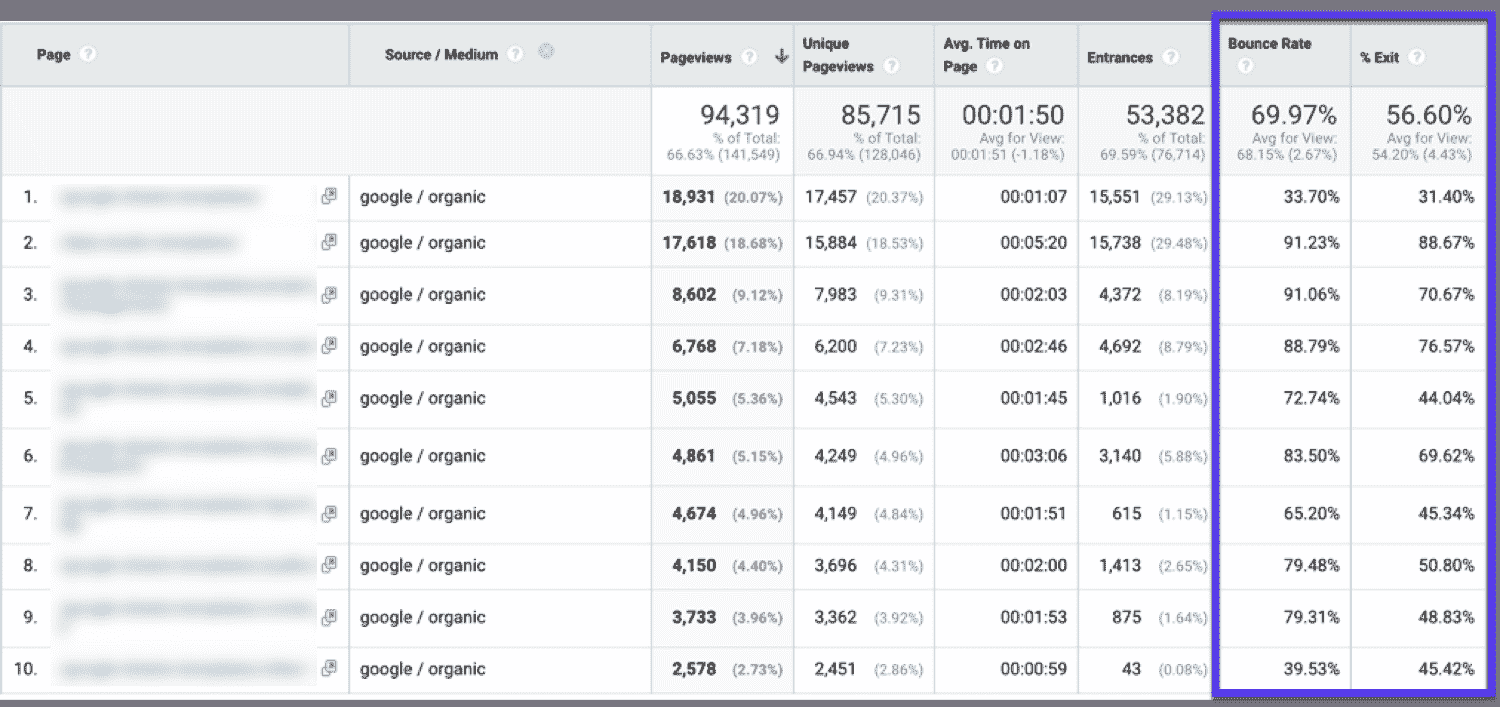 Page ? Source / Medium ? Pageviews ? Unique Pageviews ? Avg. Time on Page ? Entrances ? Bounce Rate ? % Exit ?
94,319 85,715 00:01:50 53,382 69.97% 56.60%
% of Total: % of Total: Avg for View: % of Total: Avg for View: Avg for View:
66.63% (141,549) 66.94% (128,046) 00:01:51 (-1.18%) 69.59% (76,714) 68.15% (2.67%) 54.20% (4.43%)
1. google / organic 18,931 (20.07%) 17,457 (20.37%) 00:01:07 15,551 (29.13%) 33.70% 31.40%
2. google / organic 17,618 (18.68%) 15,884 (18.53%) 00:05:20 15,738 (29.48%) 91.23% 88.67%
3. google / organic 8,602 (9.12%) 7,983 (9.31%) 00:02:03 4,372 (8.19%) 91.06% 70.67%
4. google / organic 6,768 (7.18%) 6,200 (7.23%) 00:02:46 4,692 (8.79%) 88.79% 76.57%
5. google / organic 5,055 (5.36%) 4,543 (5.30%) 00:01:45 1,016 (1.90%) 72.74% 44.04%
6. google / organic 4,861 (5.15%) 4,249 (4.96%) 00:03:06 3,140 (5.88%) 83.50% 69.62%
7. google / organic 4,674 (4.96%) 4,149 (4.84%) 00:01:51 615 (1.15%) 65.20% 45.34%
8. google / organic 4,150 (4.40%) 3,696 (4.31%) 00:02:00 1,413 (2.65%) 79.48% 50.80%
9. google / organic 3,733 (3.96%) 3,362 (3.92%) 00:01:53 875 (1.64%) 79.31% 48.83%
10. google / organic 2,578 (2.73%) 2,451 (2.86%) 00:00:59 43 (0.08%) 39.53% 45.42%